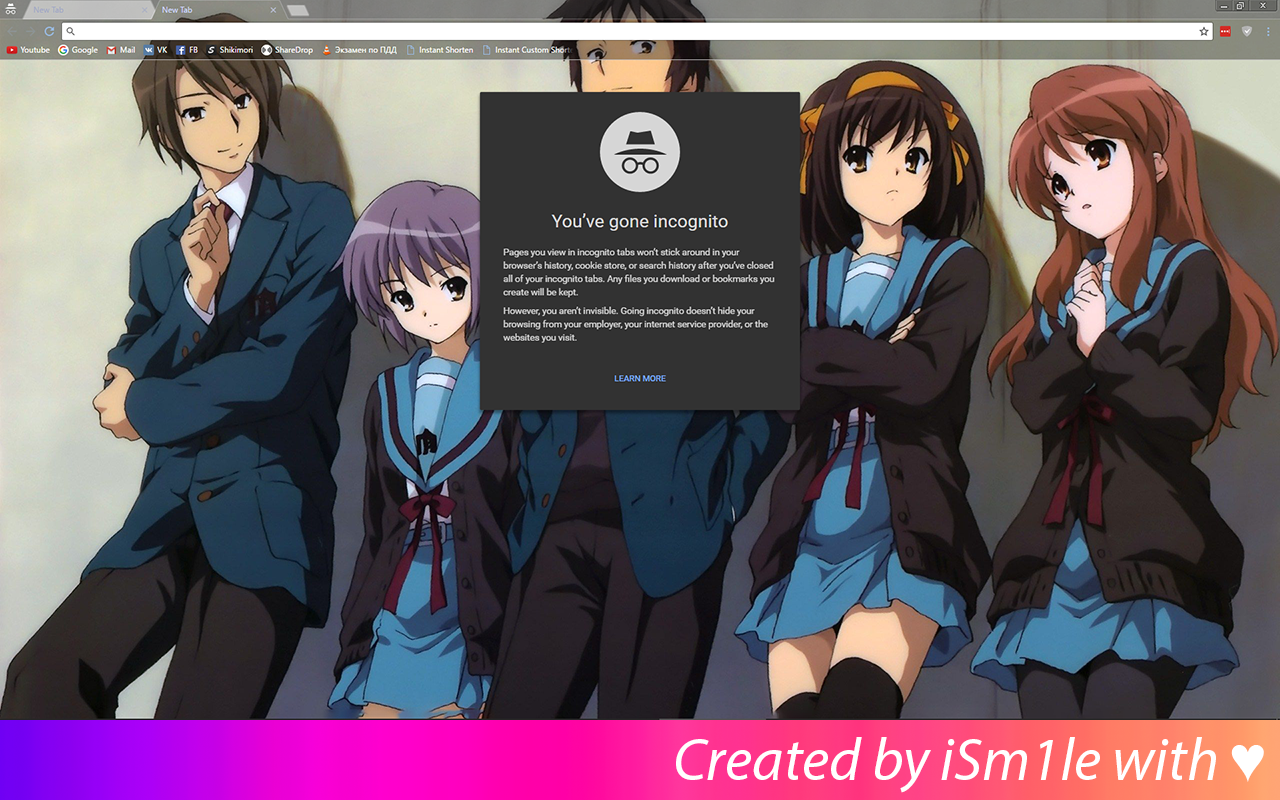 New Tab
New Tab
Youtube Google Mail VK FB Shikimori ShareDrop Экзамен по ПДД Instant Shorten Instant Custom Short
You’ve gone incognito
Pages you view in incognito tabs won’t stick around in your
browser’s history, cookie store, or search history after you’ve closed
all of your incognito tabs. Any files you download or bookmarks you
create will be kept.
However, you aren’t invisible. Going incognito doesn’t hide your
browsing from your employer, your internet service provider, or the
websites you visit.
LEARN MORE
Created by iSm1le with ♥